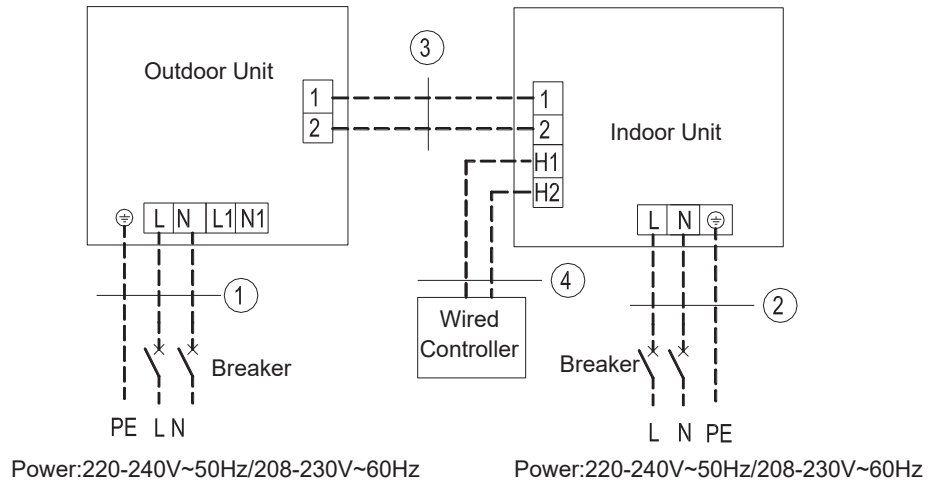 ③
Outdoor Unit
1
2
1
2
H1
H2
Indoor Unit
L N L1 N1
L N
①
④
②
Wired
Controller
Breaker
Breaker
PE L N
L N PE
Power:220-240V~50Hz/208-230V~60Hz
Power:220-240V~50Hz/208-230V~60Hz